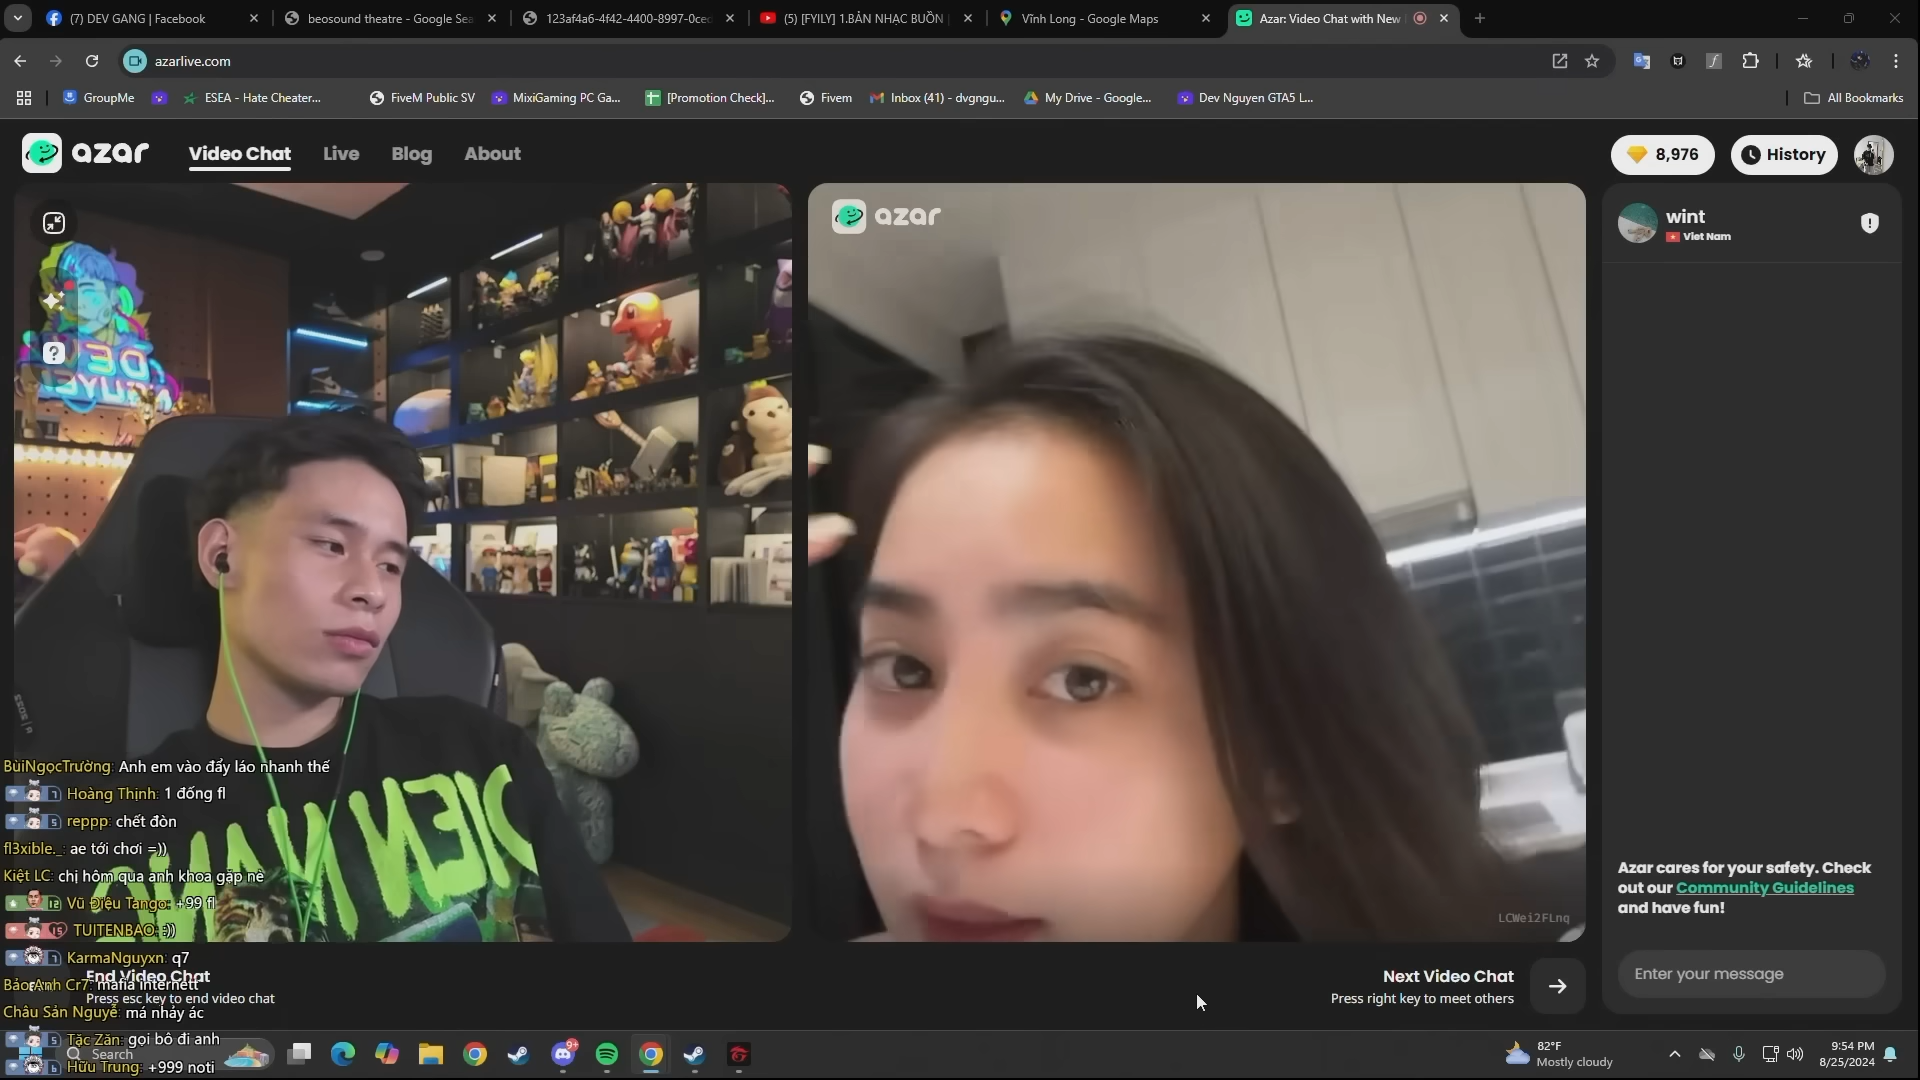 (7) DEV GANG | Facebook
beosound theatre - Google Sea
123af4a6-4f42-4400-8997-0ced
(5) [FYILY] 1.BẢN NHẠC BUỒN
Vĩnh Long - Google Maps
Azar: Video Chat with New
azarlive.com
GroupMe
ESEA - Hate Cheater...
FiveM Public SV
MixiGaming PC Ga...
[Promotion Check]...
Fivem
Inbox (41) - dvgngu...
My Drive - Google...
Dev Nguyen GTA5 L...
All Bookmarks
azar
Video Chat
Live
Blog
About
8,976
History
azar
wint
Viet Nam
BùiNgọcTrường: Anh em vào đẩy láo nhanh thế
Hoàng Thịnh: 1 đống fl
reppp: chết đòn
fl3xible._: ae tới chơi =))
Kiệt LC: chị hôm qua anh khoa gặp nè
Vũ Điệu Tango: +99 fl
TUITENBAO: :))
KarmaNguyxn: q7
BảoAnh Cr7: mafia internett
Châu Sản Nguyễ: má nháy ác
Tặc Zăn: gọi bô đi anh
Hữu Trung: +999 noti
End Video Chat
Press esc key to end video chat
LCWei2FLnq
Next Video Chat
Press right key to meet others
Azar cares for your safety. Check
out our Community Guidelines
and have fun!
Enter your message
Search
82°F
Mostly cloudy
9:54 PM
8/25/2024